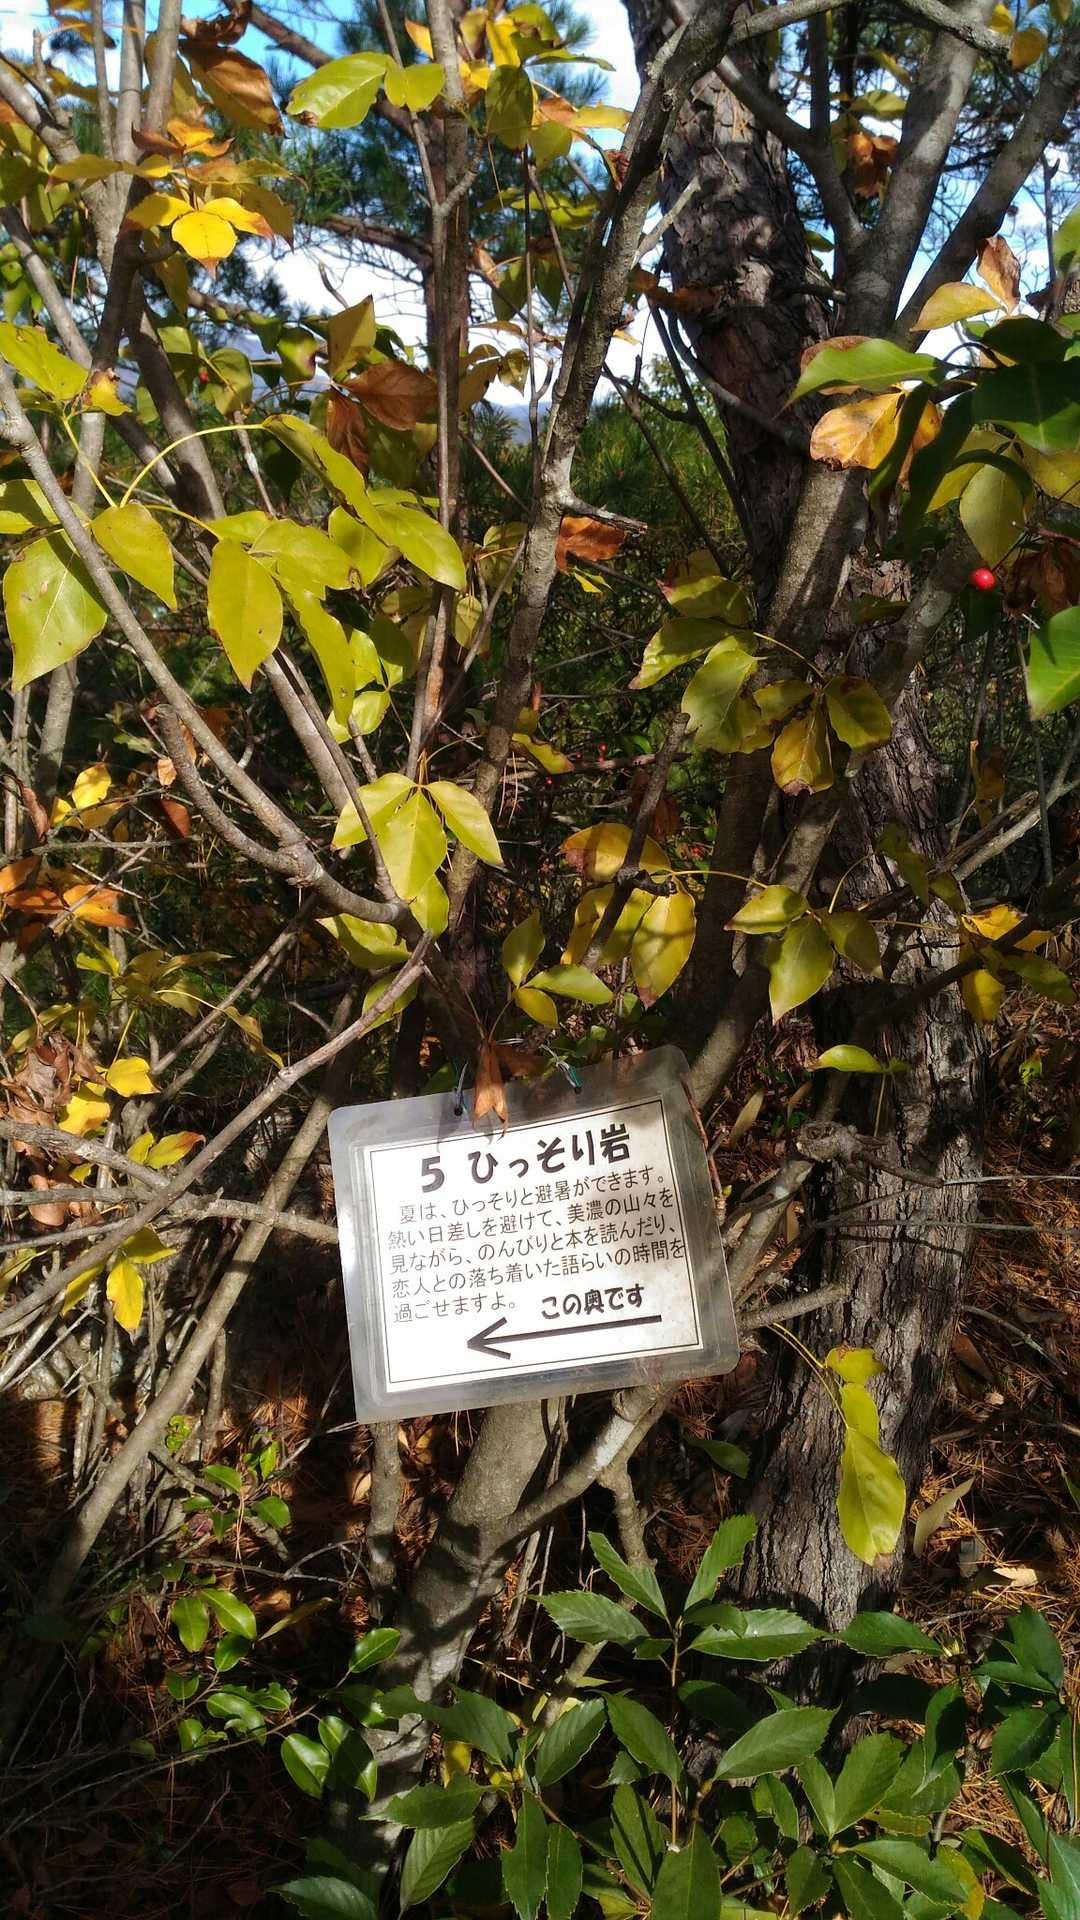 5 ひっそり岩
夏は、ひっそりと避暑ができます。
熱い日差しを避けて、美濃の山々を
見ながら、のんびりと本を読んだり、
恋人との落ち着いた語らいの時間を
過ごせますよ。 この奥です